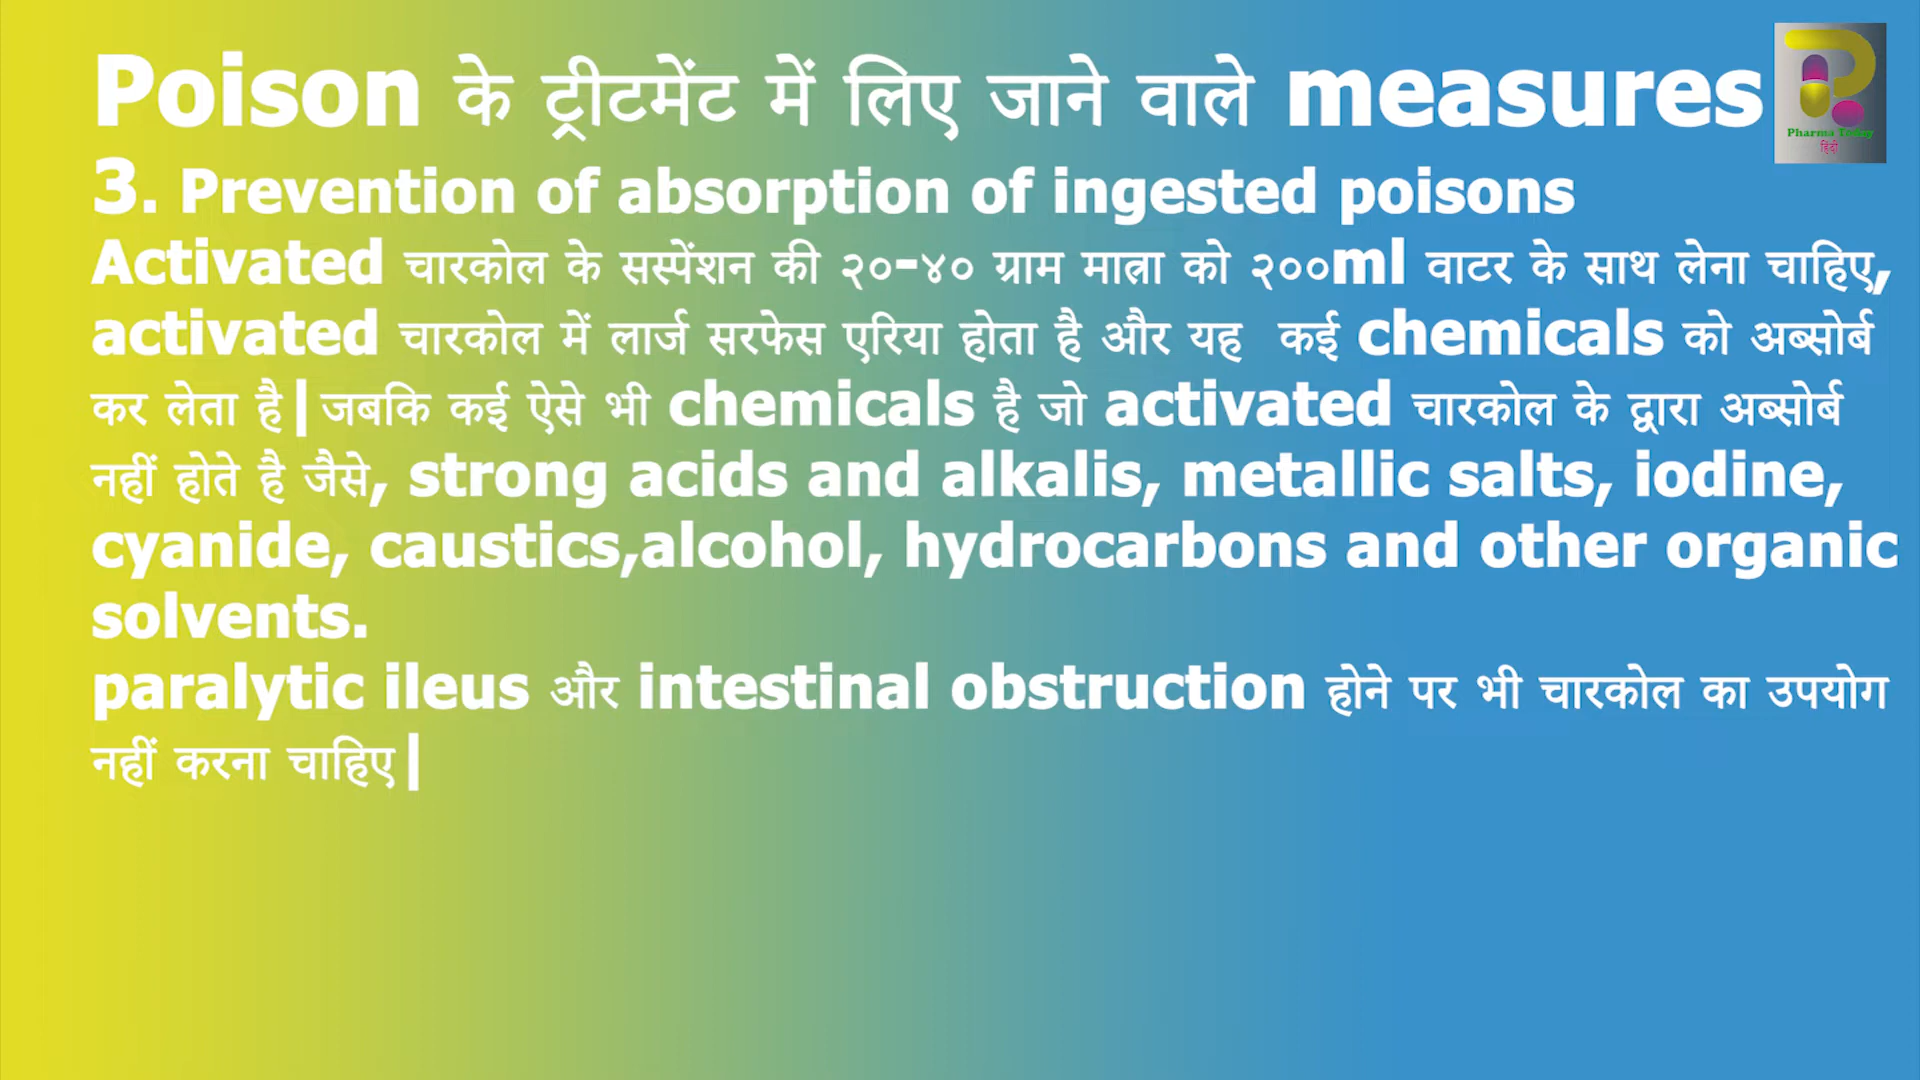 Poison के ट्रीटमेंट में लिए जाने वाले measures
Pharma Today
हिंदी
3. Prevention of absorption of ingested poisons
Activated चारकोल के सस्पेंशन की २०-४० ग्राम मात्रा को २००ml वाटर के साथ लेना चाहिए,
activated चारकोल में लार्ज सरफेस एरिया होता है और यह कई chemicals को अब्सोर्ब
कर लेता है| जबकि कई ऐसे भी chemicals है जो activated चारकोल के द्वारा अब्सोर्ब
नहीं होते है जैसे, strong acids and alkalis, metallic salts, iodine,
cyanide, caustics,alcohol, hydrocarbons and other organic
solvents.
paralytic ileus और intestinal obstruction होने पर भी चारकोल का उपयोग
नहीं करना चाहिए|